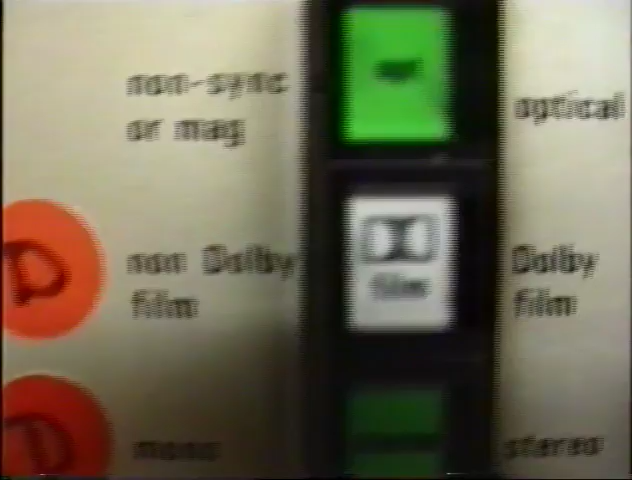 non-sync
or mag
optical
non Dolby
film
film
Dolby
film
mono
stereo